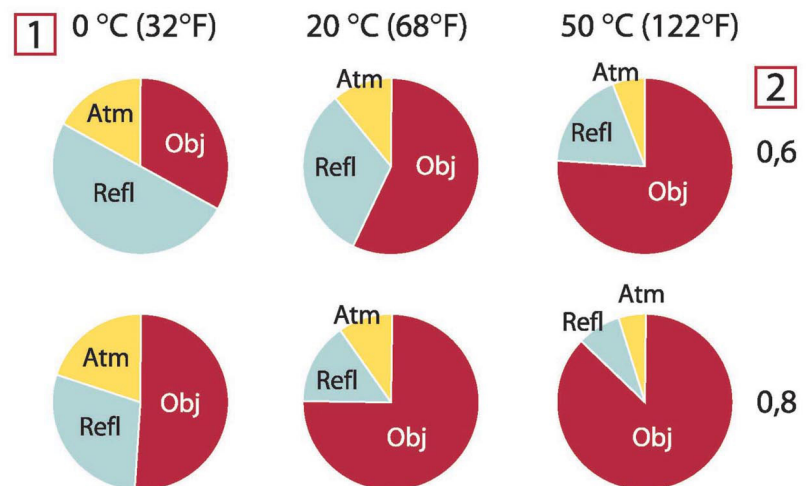 1 0 °C (32°F) 20 °C (68°F) 50 °C (122°F)
2
Atm Obj Refl
Atm Refl Obj
Atm Refl Obj
0,6
Atm Obj Refl
Atm Refl Obj
Atm Refl Obj
0,8